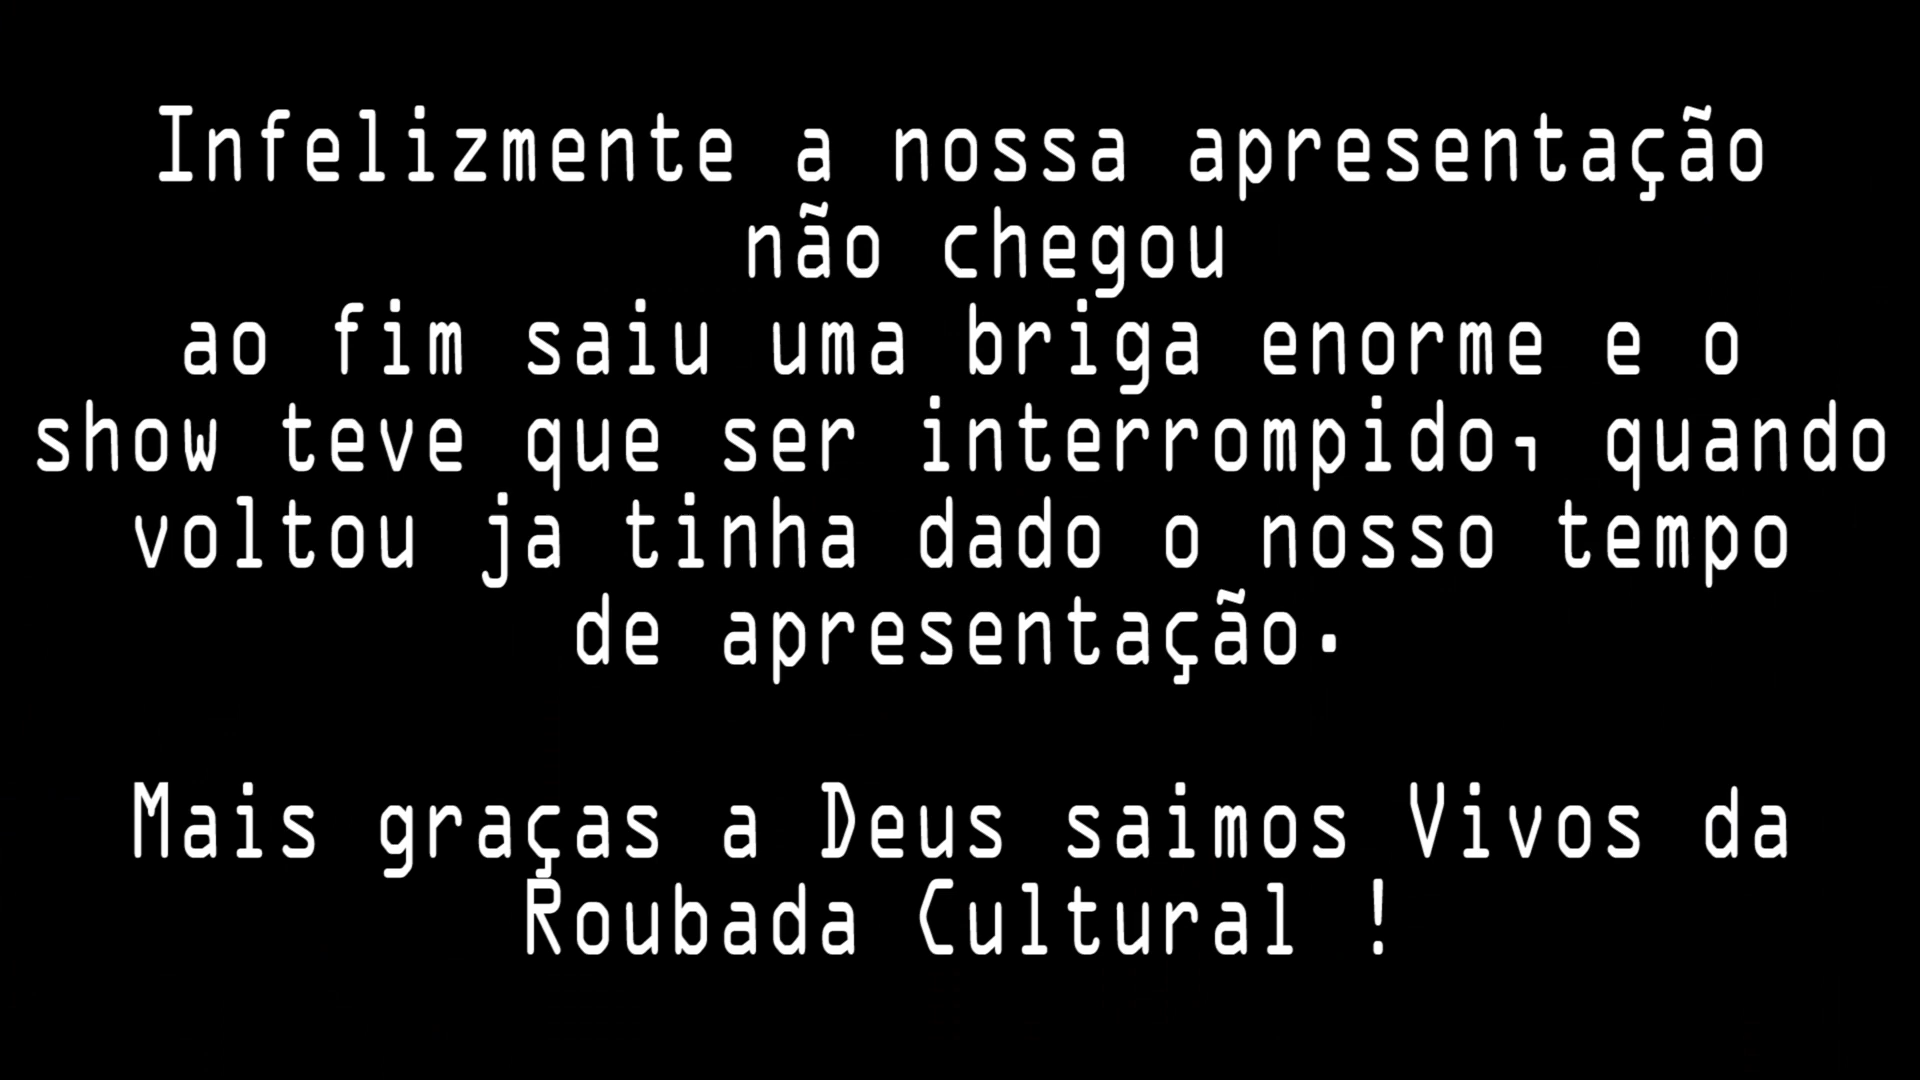 Infelizmente a nossa apresentação
não chegou
ao fim saiu uma briga enorme e o
show teve que ser interrompido, quando
voltou ja tinha dado o nosso tempo
de apresentação.
Mais graças a Deus saimos Vivos da
Roubada Cultural !